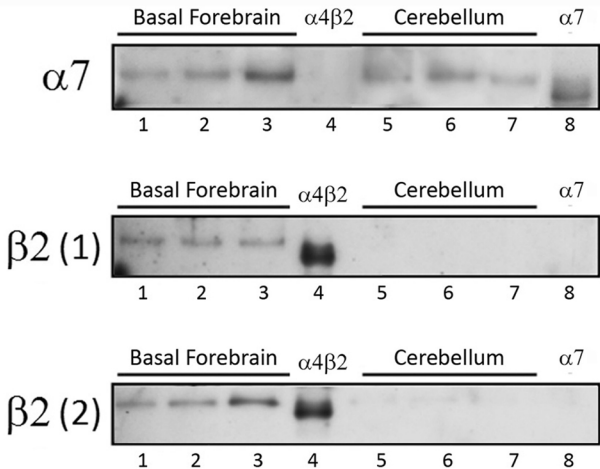 Basal Forebrain α4β2 Cerebellum α7
α7
1 2 3 4 5 6 7 8
Basal Forebrain α4β2 Cerebellum α7
β2 (1)
1 2 3 4 5 6 7 8
Basal Forebrain α4β2 Cerebellum α7
β2 (2)
1 2 3 4 5 6 7 8